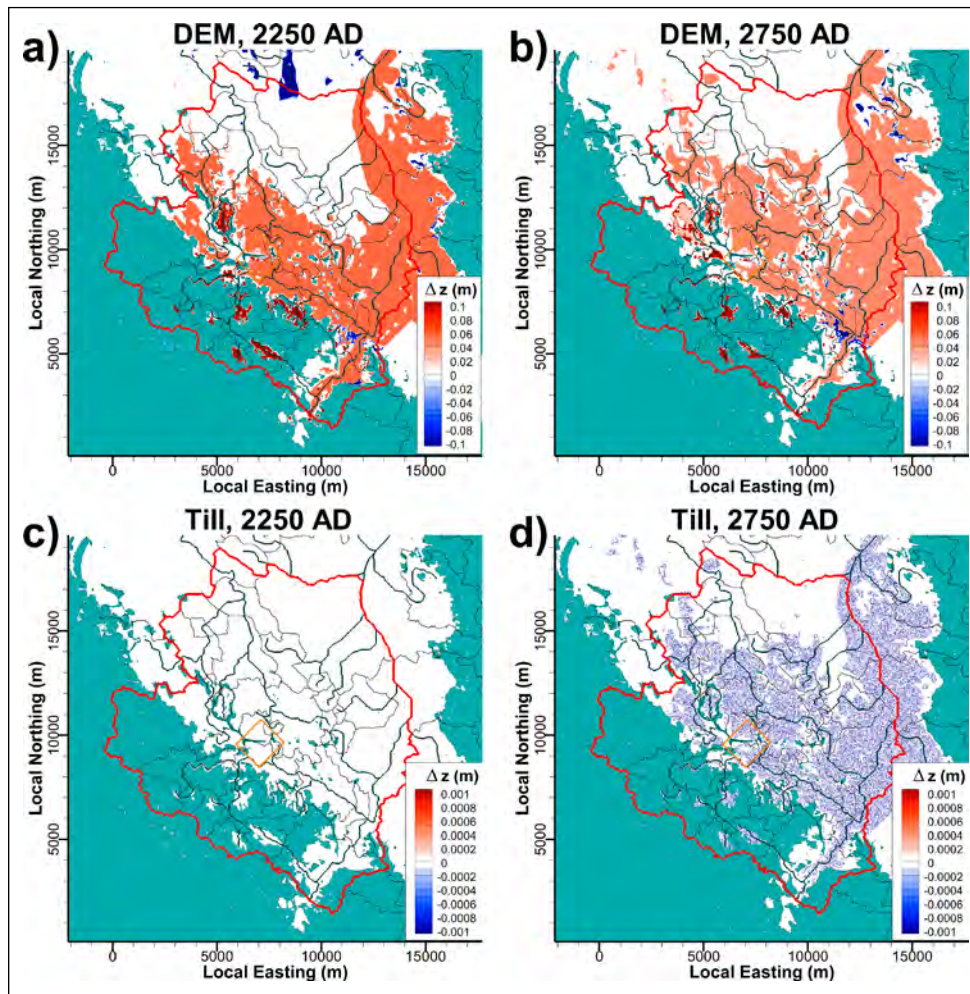 a) DEM, 2250 AD
Local Northing (m)
15000
10000
5000
Δ z (m)
0.1
0.08
0.06
0.04
0.02
0
-0.02
-0.04
-0.06
-0.08
-0.1
0 5000 10000 15000
Local Easting (m)
b) DEM, 2750 AD
Local Northing (m)
15000
10000
5000
Δ z (m)
0.1
0.08
0.06
0.04
0.02
0
-0.02
-0.04
-0.06
-0.08
-0.1
0 5000 10000 15000
Local Easting (m)
c) Till, 2250 AD
Local Northing (m)
15000
10000
5000
Δ z (m)
0.001
0.0008
0.0006
0.0004
0.0002
0
-0.0002
-0.0004
-0.0006
-0.0008
-0.001
0 5000 10000 15000
Local Easting (m)
d) Till, 2750 AD
Local Northing (m)
15000
10000
5000
Δ z (m)
0.001
0.0008
0.0006
0.0004
0.0002
0
-0.0002
-0.0004
-0.0006
-0.0008
-0.001
0 5000 10000 15000
Local Easting (m)